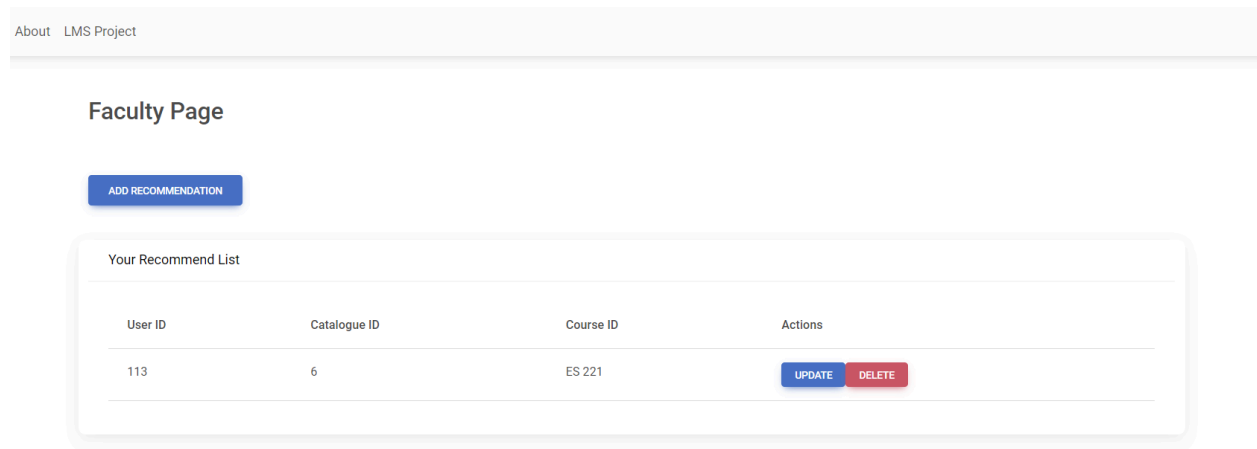 About LMS Project
Faculty Page
ADD RECOMMENDATION
Your Recommend List
User ID Catalogue ID Course ID Actions
113 6 ES 221 UPDATE DELETE